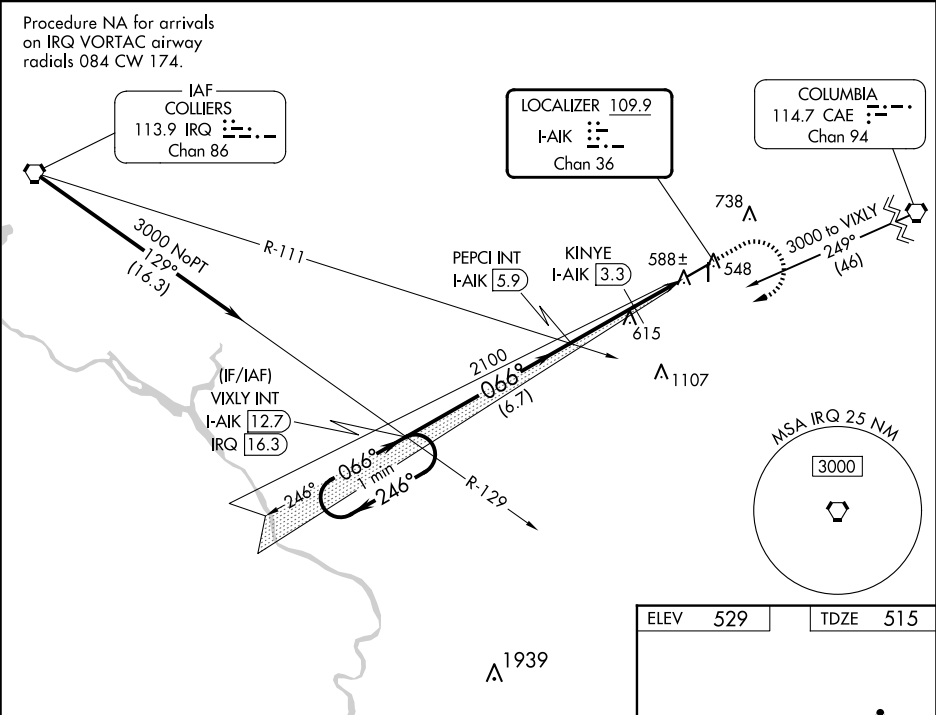 Procedure NA for arrivals
on IRQ VORTAC airway
radials 084 CW 174.
IAF
COLLIERS
113.9 IRQ
Chan 86
LOCALIZER 109.9
I-AIK
Chan 36
COLUMBIA
114.7 CAE
Chan 94
738
3000 to VIXLY
249°
(46)
3000 NoPT
129°
(16.3)
R-111
PEPCI INT
I-AIK 5.9
KINYE
I-AIK 3.3
588±
548
615
1107
2100
066°
(6.7)
(IF/IAF)
VIXLY INT
I-AIK 12.7
IRQ 16.3
066°
1 min
246°
246°
R-129
MSA IRQ 25 NM
3000
1939
ELEV 529
TDZE 515